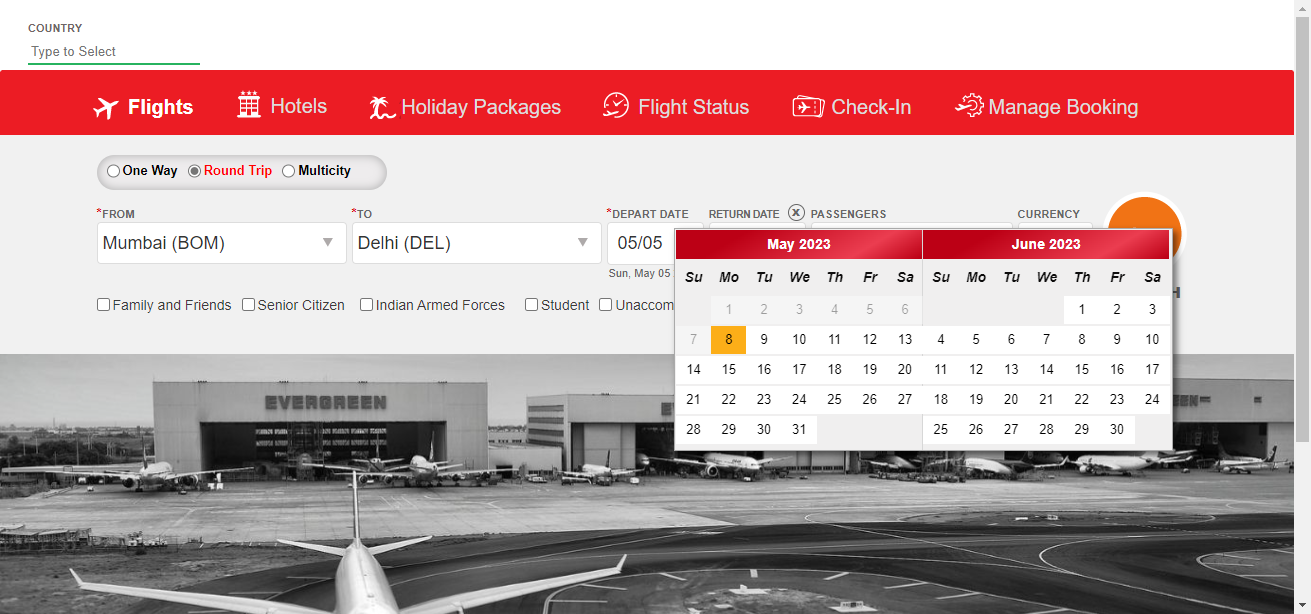 COUNTRY
Type to Select
Flights Hotels Holiday Packages Flight Status Check-In Manage Booking
One Way Round Trip Multicity
*FROM *TO *DEPART DATE RETURN DATE PASSENGERS CURRENCY
Mumbai (BOM) Delhi (DEL) 05/05
Sun, May 05
Family and Friends Senior Citizen Indian Armed Forces Student Unaccom
May 2023
Su Mo Tu We Th Fr Sa
1 2 3 4 5 6
7 8 9 10 11 12 13
14 15 16 17 18 19 20
21 22 23 24 25 26 27
28 29 30 31
June 2023
Su Mo Tu We Th Fr Sa
1 2 3
4 5 6 7 8 9 10
11 12 13 14 15 16 17
18 19 20 21 22 23 24
25 26 27 28 29 30
H
EVERGREEN